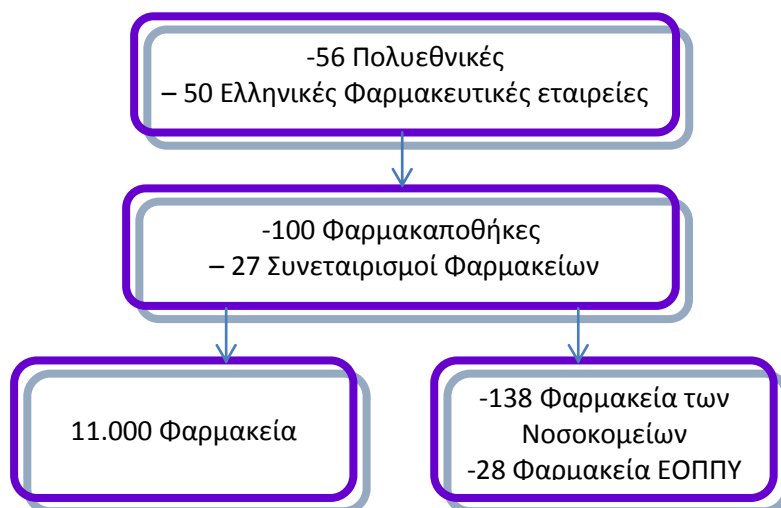 -56 Πολυεθνικές
– 50 Ελληνικές Φαρμακευτικές εταιρείες
-100 Φαρμακαποθήκες
– 27 Συνεταιρισμοί Φαρμακείων
11.000 Φαρμακεία
-138 Φαρμακεία των
Νοσοκομείων
-28 Φαρμακεία ΕΟΠΠΥ